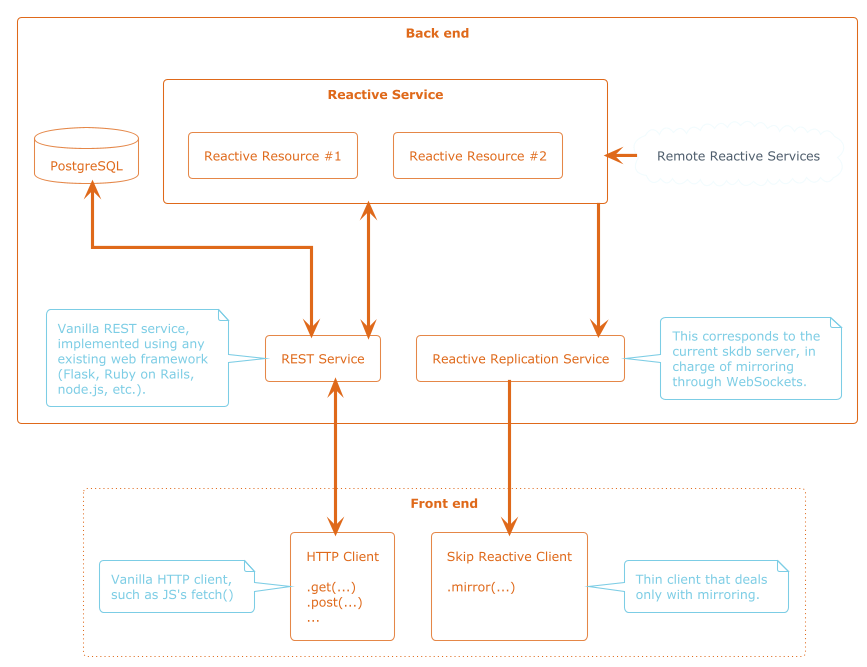 Back end
Reactive Service
PostgreSQL
Reactive Resource #1
Reactive Resource #2
Remote Reactive Services
Vanilla REST service,
implemented using any
existing web framework
(Flask, Ruby on Rails,
node.js, etc.).
REST Service
Reactive Replication Service
This corresponds to the
current skdb server, in
charge of mirroring
through WebSockets.
Front end
Vanilla HTTP client,
such as JS's fetch()
HTTP Client
.get(...)
.post(...)
...
Skip Reactive Client
.mirror(...)
Thin client that deals
only with mirroring.